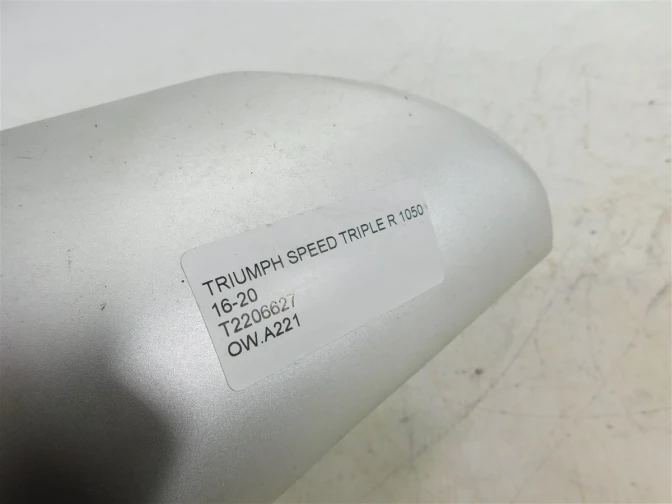 TRIUMPH SPEED TRIPLE R 1050
16-20
T2206627
OW.A221